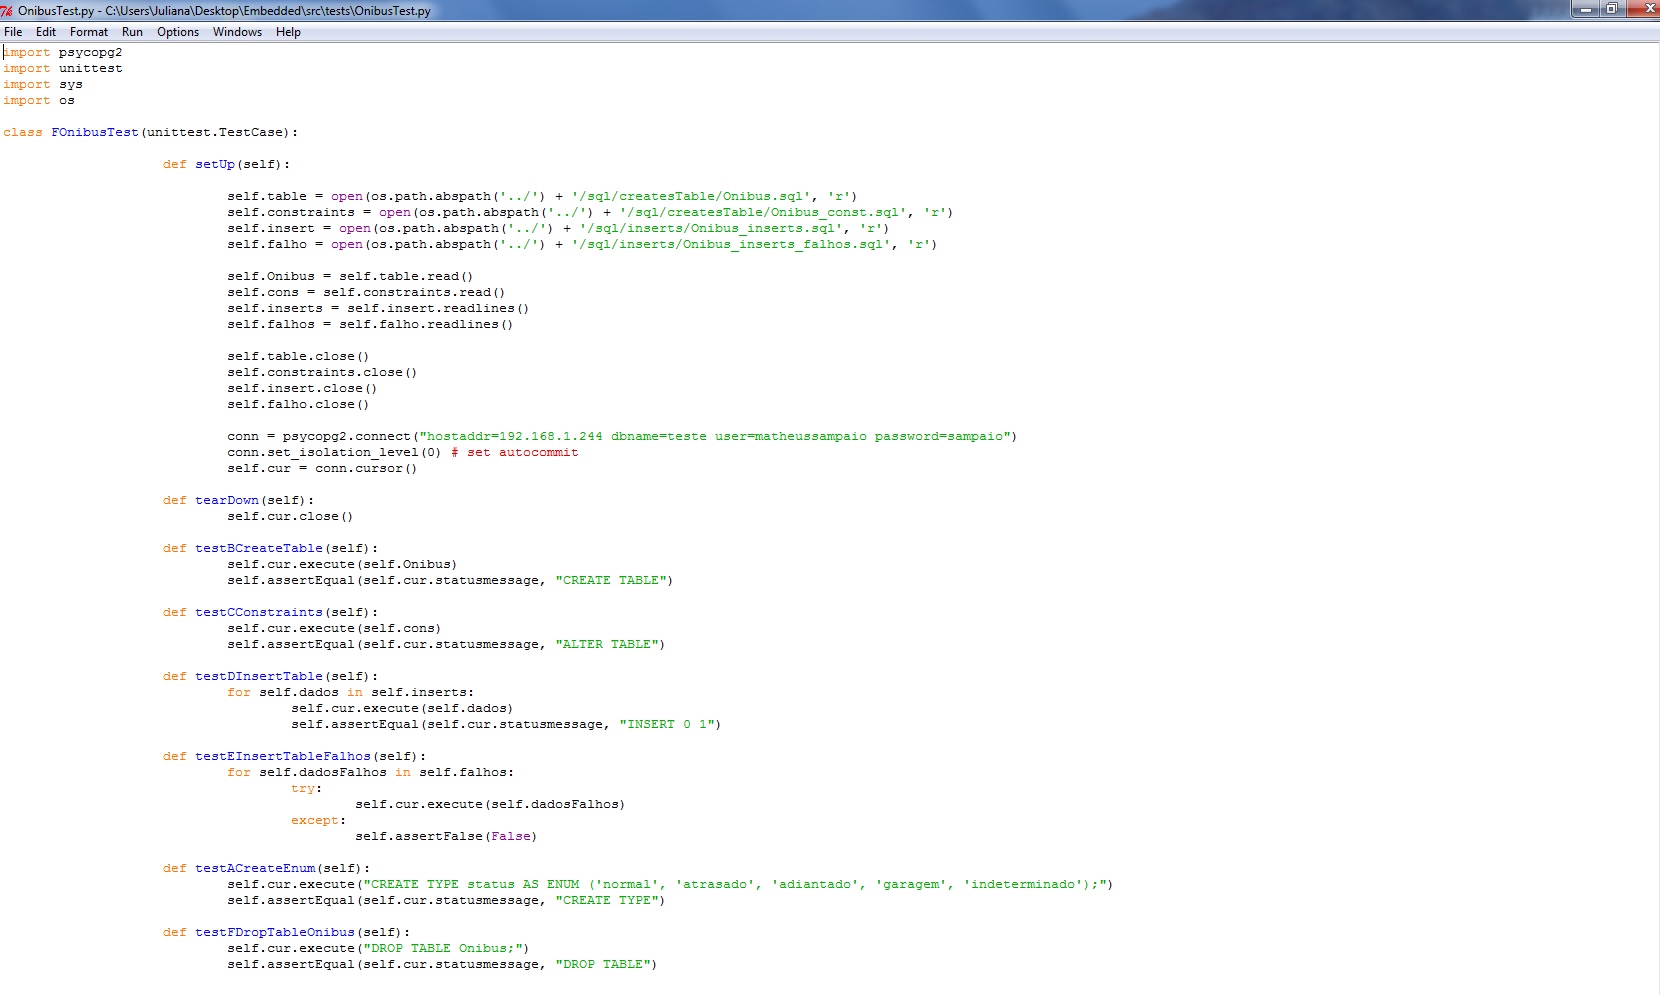 OnibusTest.py - C:\Users\Juliana\Desktop\Embedded\src\tests\OnibusTest.py
File Edit Format Run Options Windows Help
import psycopg2
import unittest
import sys
import os

class FOnibusTest(unittest.TestCase):

                    def setUp(self):

                            self.table = open(os.path.abspath('../') + '/sql/createsTable/Onibus.sql', 'r')
                            self.constraints = open(os.path.abspath('../') + '/sql/createsTable/Onibus_const.sql', 'r')
                            self.insert = open(os.path.abspath('../') + '/sql/inserts/Onibus_inserts.sql', 'r')
                            self.falho = open(os.path.abspath('../') + '/sql/inserts/Onibus_inserts_falhos.sql', 'r')

                            self.Onibus = self.table.read()
                            self.cons = self.constraints.read()
                            self.inserts = self.insert.readlines()
                            self.falhos = self.falho.readlines()

                            self.table.close()
                            self.constraints.close()
                            self.insert.close()
                            self.falho.close()

                            conn = psycopg2.connect("hostaddr=192.168.1.244 dbname=teste user=matheussampaio password=sampaio")
                            conn.set_isolation_level(0) # set autocommit
                            self.cur = conn.cursor()

                    def tearDown(self):
                            self.cur.close()

                    def testBCreateTable(self):
                            self.cur.execute(self.Onibus)
                            self.assertEqual(self.cur.statusmessage, "CREATE TABLE")

                    def testCConstraints(self):
                            self.cur.execute(self.cons)
                            self.assertEqual(self.cur.statusmessage, "ALTER TABLE")

                    def testDInsertTable(self):
                            for self.dados in self.inserts:
                                    self.cur.execute(self.dados)
                                    self.assertEqual(self.cur.statusmessage, "INSERT 0 1")

                    def testEInsertTableFalhos(self):
                            for self.dadosFalhos in self.falhos:
                                    try:
                                            self.cur.execute(self.dadosFalhos)
                                    except:
                                            self.assertFalse(False)

                    def testACreateEnum(self):
                            self.cur.execute("CREATE TYPE status AS ENUM ('normal', 'atrasado', 'adiantado', 'garagem', 'indeterminado');")
                            self.assertEqual(self.cur.statusmessage, "CREATE TYPE")

                    def testFDropTableOnibus(self):
                            self.cur.execute("DROP TABLE Onibus;")
                            self.assertEqual(self.cur.statusmessage, "DROP TABLE")